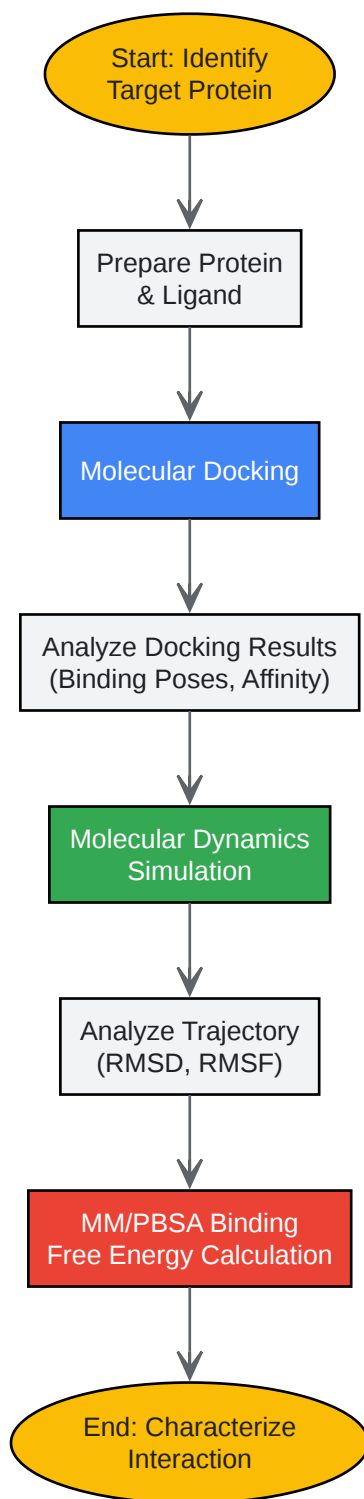 Start: Identify
Target Protein
Prepare Protein
& Ligand
Molecular Docking
Analyze Docking Results
(Binding Poses, Affinity)
Molecular Dynamics
Simulation
Analyze Trajectory
(RMSD, RMSF)
MM/PBSA Binding
Free Energy Calculation
End: Characterize
Interaction